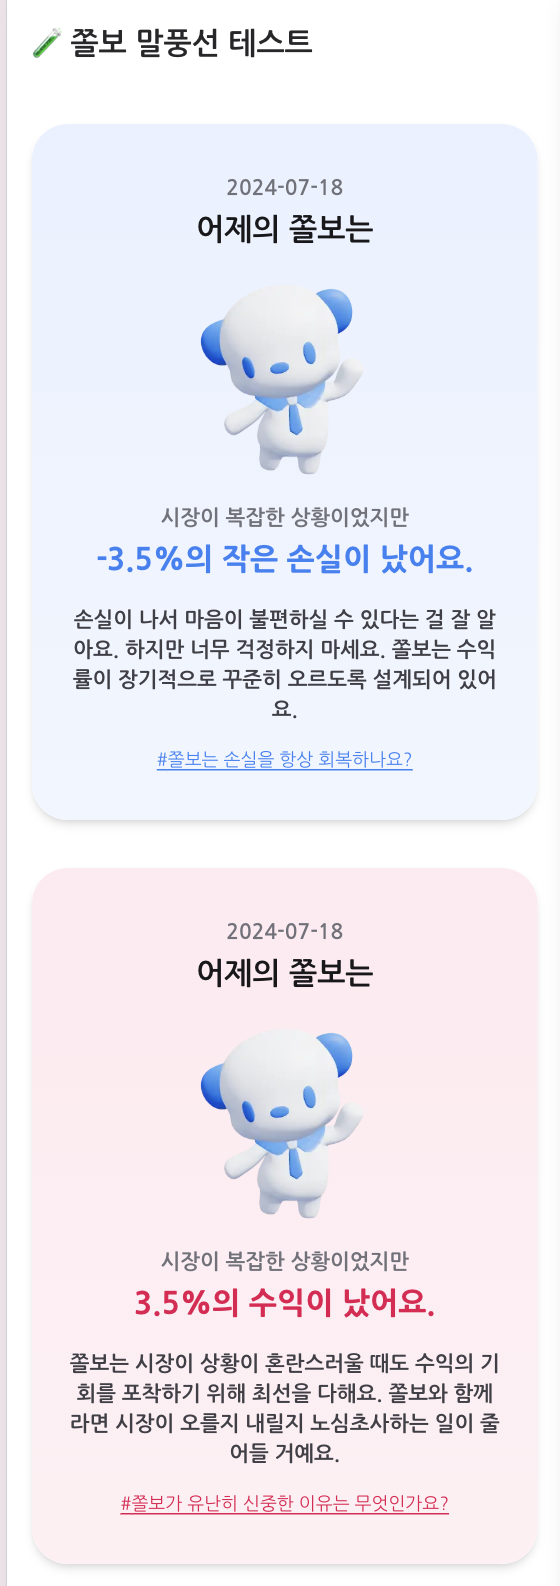 쫄보 말풍선 테스트
2024-07-18
어제의 쫄보는
시장이 복잡한 상황이었지만
-3.5%의 작은 손실이 났어요.
손실이 나서 마음이 불편하실 수 있다는 걸 잘 알
아요. 하지만 너무 걱정하지 마세요. 쫄보는 수익
률이 장기적으로 꾸준히 오르도록 설계되어 있어
요.
#쫄보는 손실을 항상 회복하나요?
2024-07-18
어제의 쫄보는
시장이 복잡한 상황이었지만
3.5%의 수익이 났어요.
쫄보는 시장이 상황이 혼란스러울 때도 수익의 기
회를 포착하기 위해 최선을 다해요. 쫄보와 함께
라면 시장이 오를지 내릴지 노심초사하는 일이 줄
어들 거예요.
#쫄보가 유난히 신중한 이유는 무엇인가요?